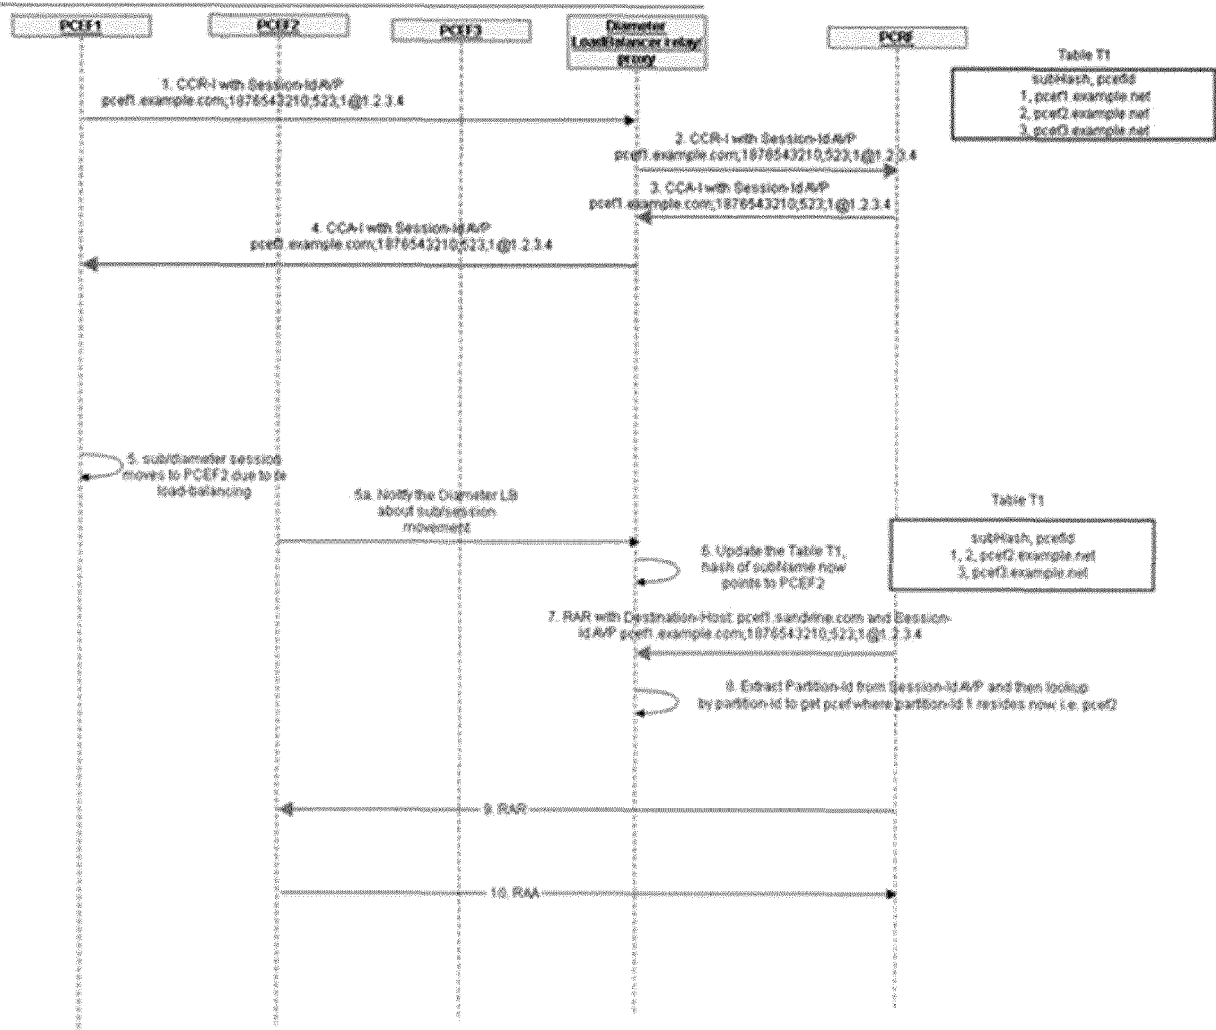 PCEF1
PCEF2
PCEF3
Diameter
LoadBalancer relay
proxy
PCRF
Table T1
subHash, pcefId
1, pcef1.example.net
2, pcef2.example.net
3, pcef3.example.net
1. CCR-I with Session-Id AVP
pcef1.example.com;1876543210;523;1@1.2.3.4
2. CCR-I with Session-Id AVP
pcef1.example.com;1876543210;523;1@1.2.3.4
3. CCA-I with Session-Id AVP
pcef1.example.com;1876543210;523;1@1.2.3.4
4. CCA-I with Session-Id AVP
pcef1.example.com;1876543210;523;1@1.2.3.4
5. sub/diameter session
moves to PCEF2 due to re
load-balancing
5a. Notify the Diameter LB
about sub/session
movement
Table T1
subHash, pcefId
1, 2, pcef2.example.net
3, pcef3.example.net
6. Update the Table T1,
hash of subName now
points to PCEF2
7. RAR with Destination-Host: pcef1.sandvine.com and Session-
Id AVP pcef1.example.com;1876543210;523;1@1.2.3.4
8. Extract Partition-Id from Session-Id AVP and then lookup
by partition-id to get pcef where partition-Id 1 resides now i.e. pcef2
9. RAR
10. RAA